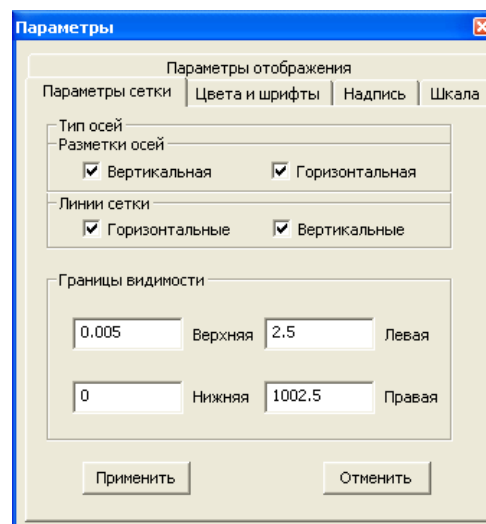 Параметры
Параметры отображения
Параметры сетки Цвета и шрифты Надпись Шкала
Тип осей
Разметки осей
Вертикальная Горизонтальная
Линии сетки
Горизонтальные Вертикальные
Границы видимости
0.005 Верхняя 2.5 Левая
0 Нижняя 1002.5 Правая
Применить Отменить